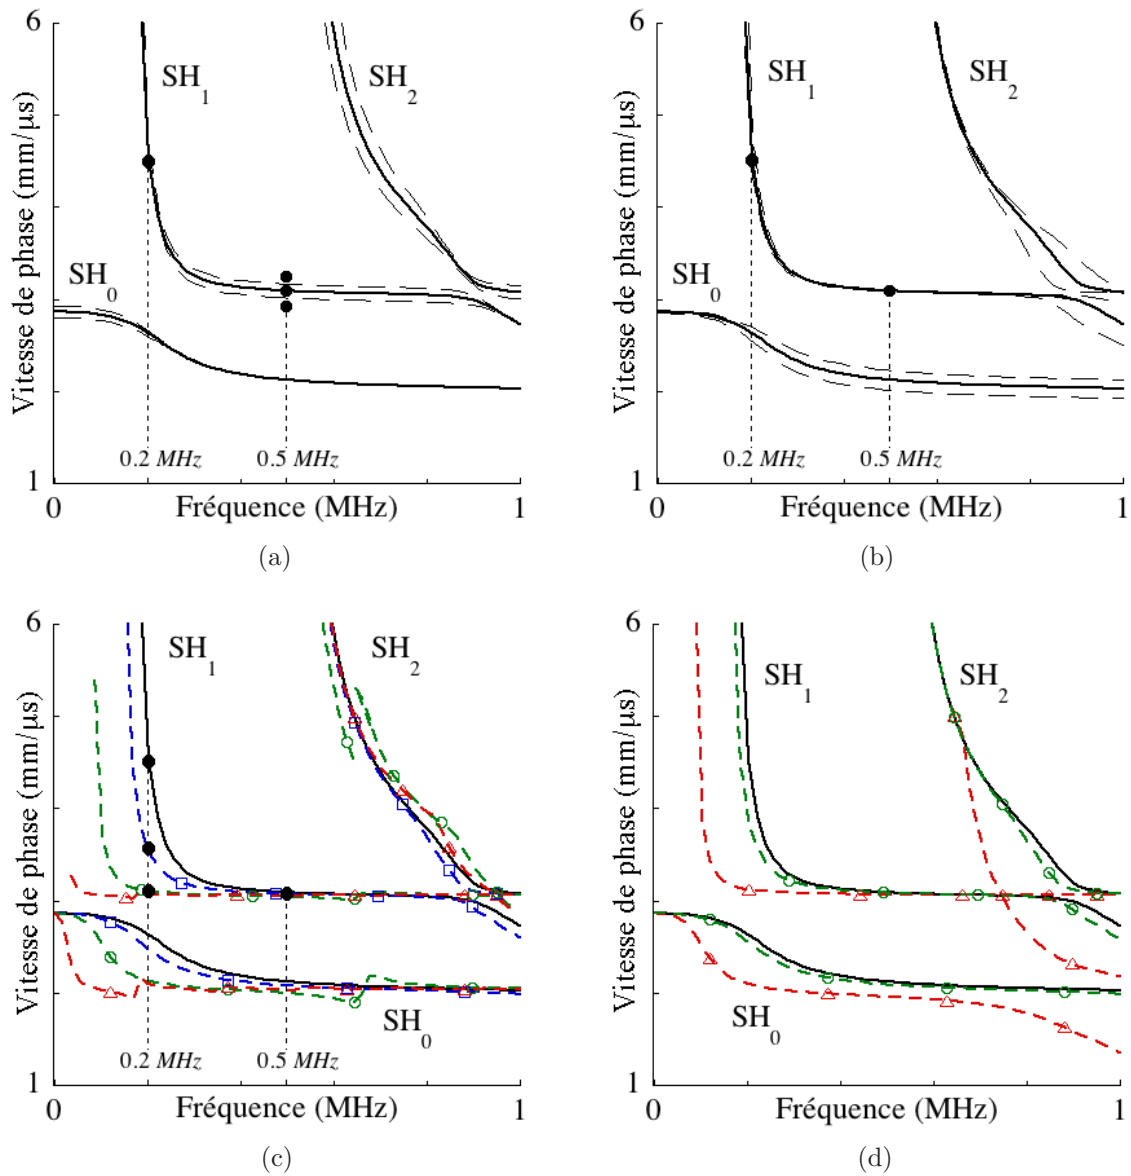 6
SH1
SH2
SH0
Vitesse de phase (mm/µs)
0.2 MHz
0.5 MHz
1
0
Fréquence (MHz)
1
(a)
6
SH1
SH2
SH0
Vitesse de phase (mm/µs)
0.2 MHz
0.5 MHz
1
0
Fréquence (MHz)
1
(b)
6
SH1
SH2
Vitesse de phase (mm/µs)
SH0
0.2 MHz
0.5 MHz
1
0
Fréquence (MHz)
1
(c)
6
SH1
SH2
Vitesse de phase (mm/µs)
SH0
1
0
Fréquence (MHz)
1
(d)